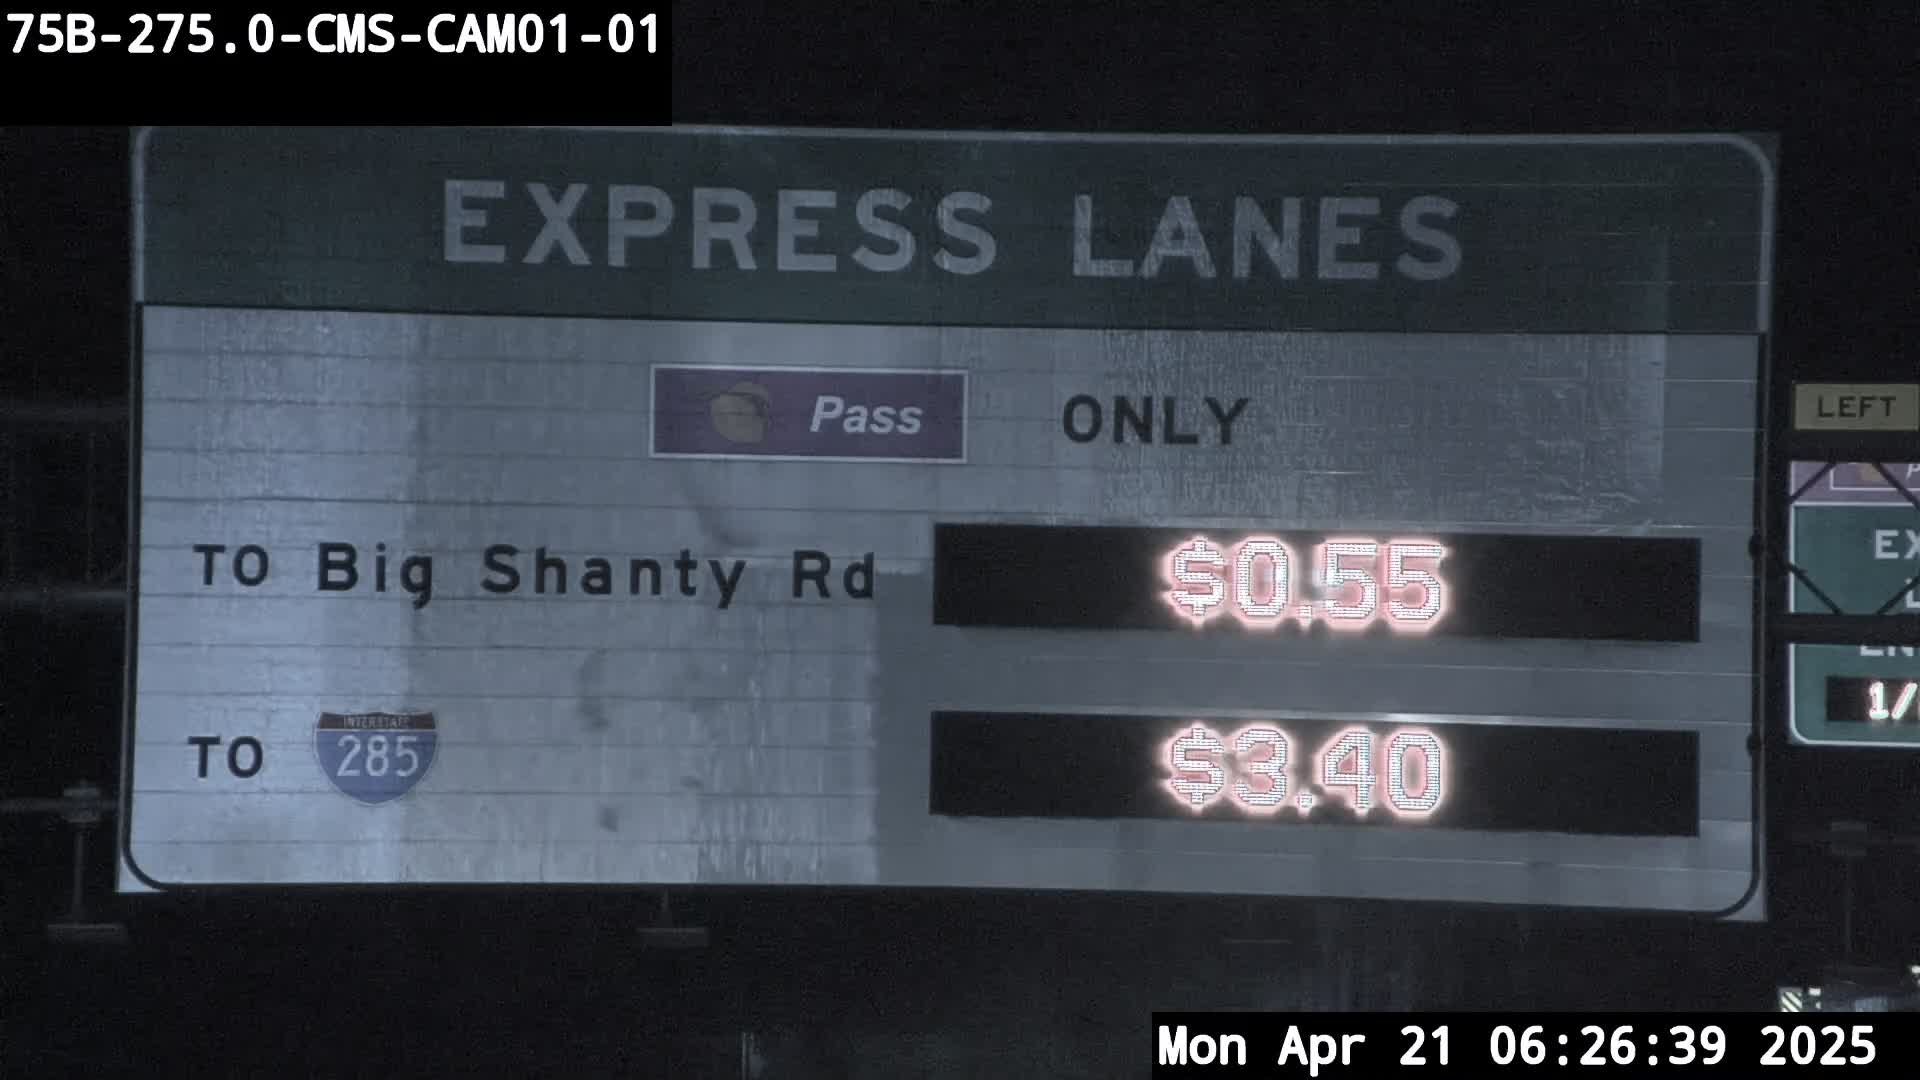 75B-275.0-CMS-CAM01-01
EXPRESS LANES
Pass ONLY
TO Big Shanty Rd $0.55
TO INTERSTATE 285 $3.40
LEFT
Mon Apr 21 06:26:39 2025